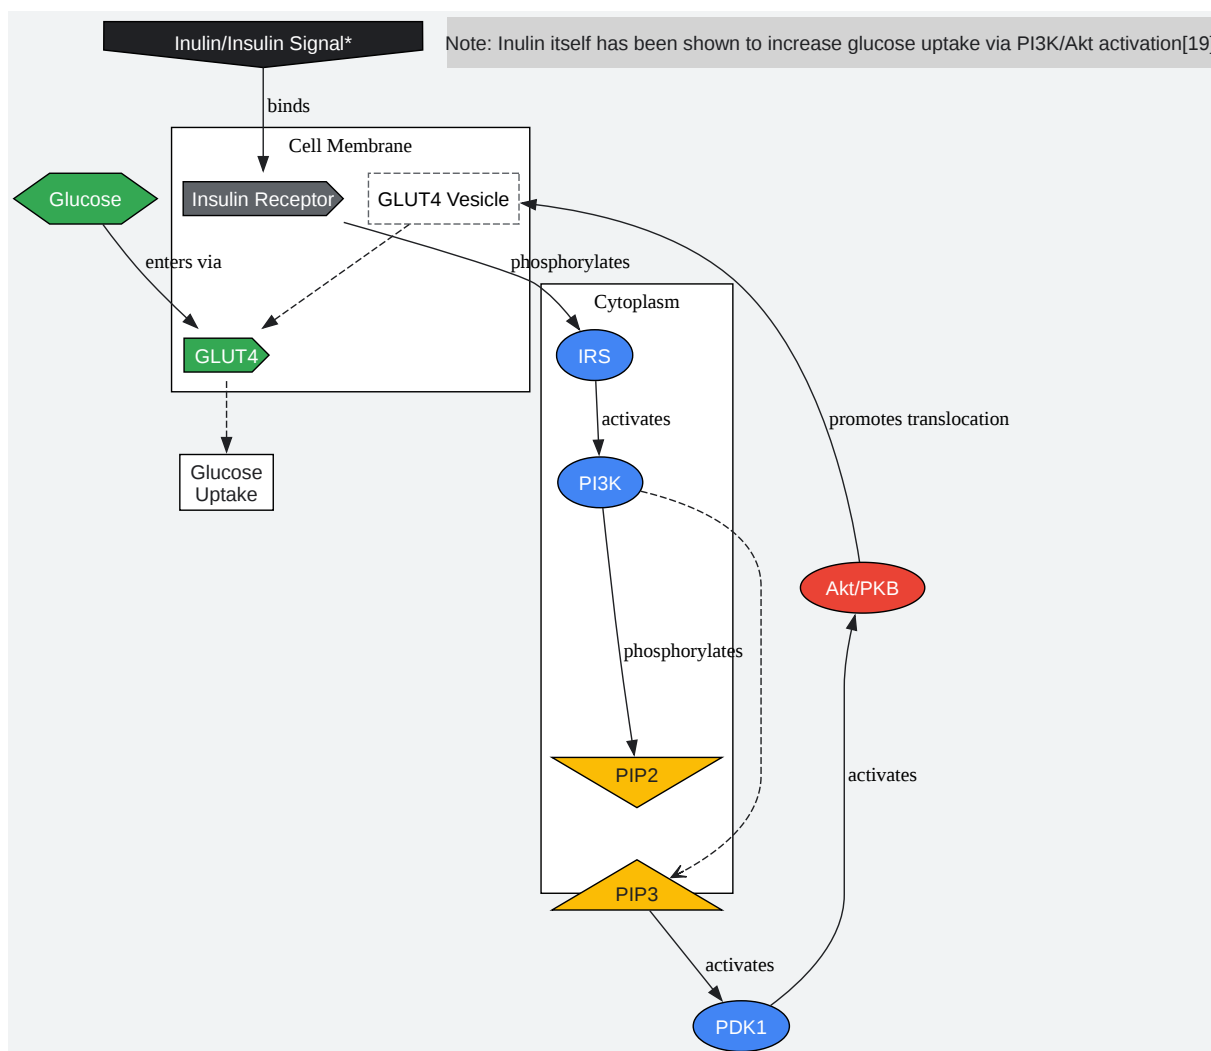 Inulin/Insulin Signal*
Note: Inulin itself has been shown to increase glucose uptake via PI3K/Akt activation[19]
binds
Cell Membrane
Glucose
Insulin Receptor
GLUT4 Vesicle
enters via
phosphorylates
Cytoplasm
GLUT4
IRS
activates
promotes translocation
Glucose
Uptake
PI3K
Akt/PKB
phosphorylates
PIP2
activates
PIP3
activates
PDK1